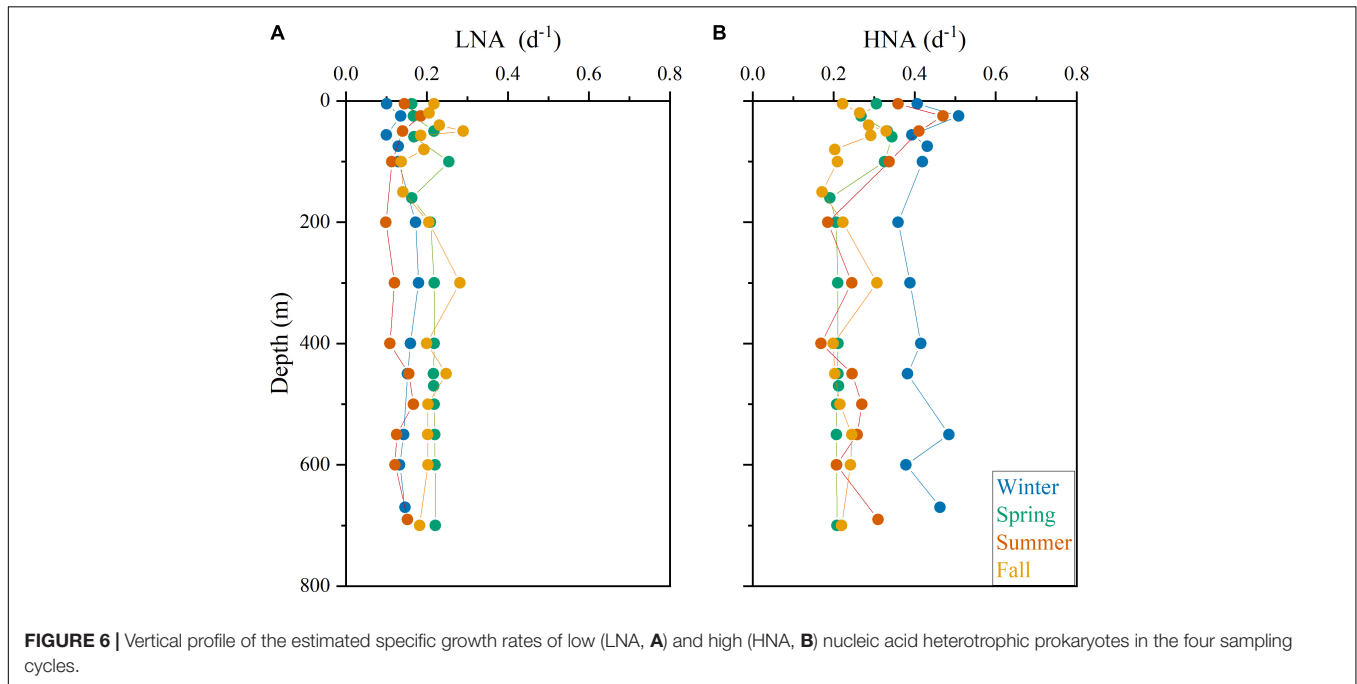 A
LNA (d-1)
0.0 0.2 0.4 0.6 0.8
B
HNA (d-1)
0.0 0.2 0.4 0.6 0.8
Depth (m)
0
200
400
600
800
Winter
Spring
Summer
Fall
FIGURE 6 | Vertical profile of the estimated specific growth rates of low (LNA, A) and high (HNA, B) nucleic acid heterotrophic prokaryotes in the four sampling
cycles.